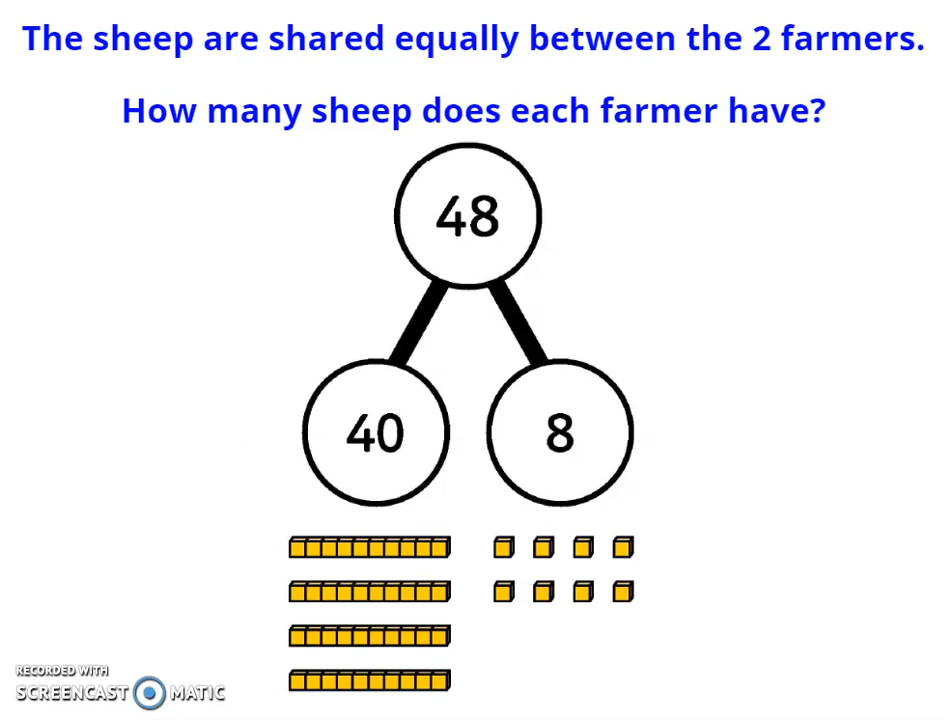 The sheep are shared equally between the 2 farmers.
How many sheep does each farmer have?
48
40
8
RECORDED WITH
SCREENCAST MATIC